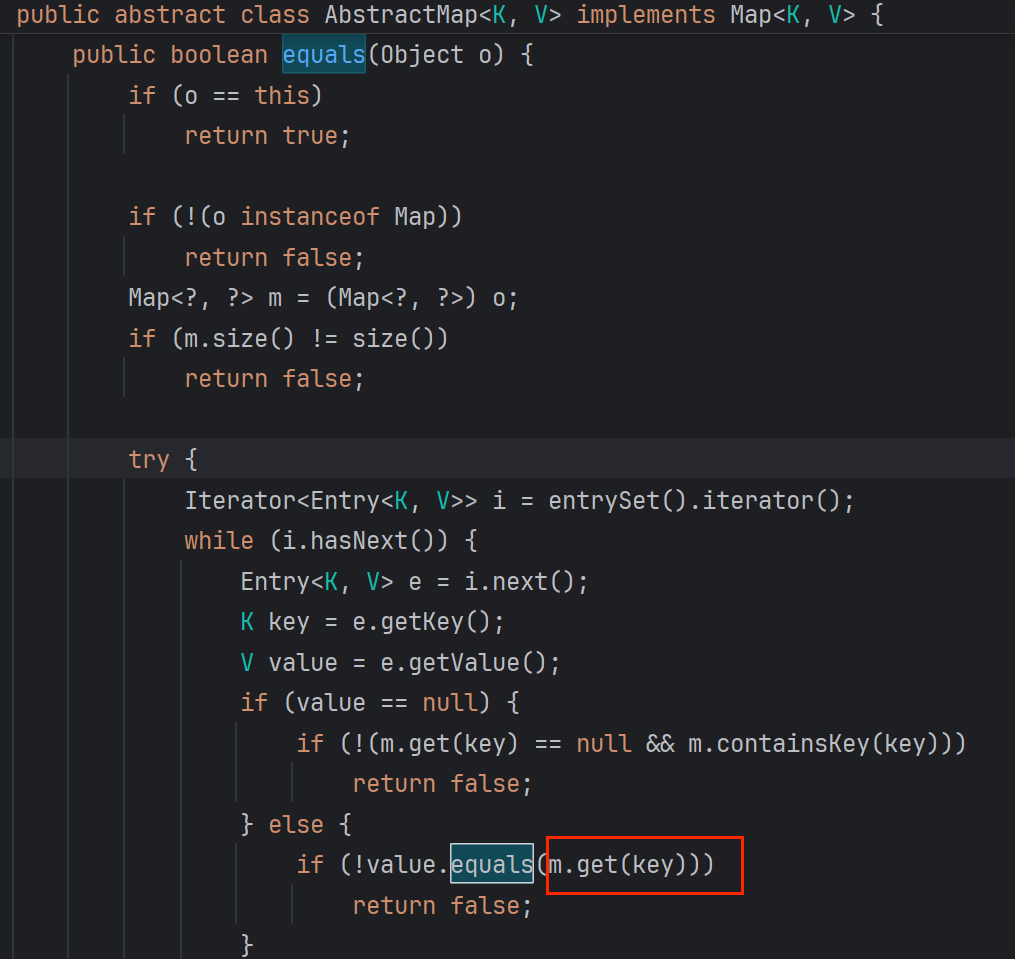 public abstract class AbstractMap<K, V> implements Map<K, V> {
    public boolean equals(Object o) {
        if (o == this)
            return true;

        if (!(o instanceof Map))
            return false;
        Map<?, ?> m = (Map<?, ?>) o;
        if (m.size() != size())
            return false;

        try {
            Iterator<Entry<K, V>> i = entrySet().iterator();
            while (i.hasNext()) {
                Entry<K, V> e = i.next();
                K key = e.getKey();
                V value = e.getValue();
                if (value == null) {
                    if (!(m.get(key) == null && m.containsKey(key)))
                        return false;
                } else {
                    if (!value.equals(m.get(key)))
                        return false;
                }